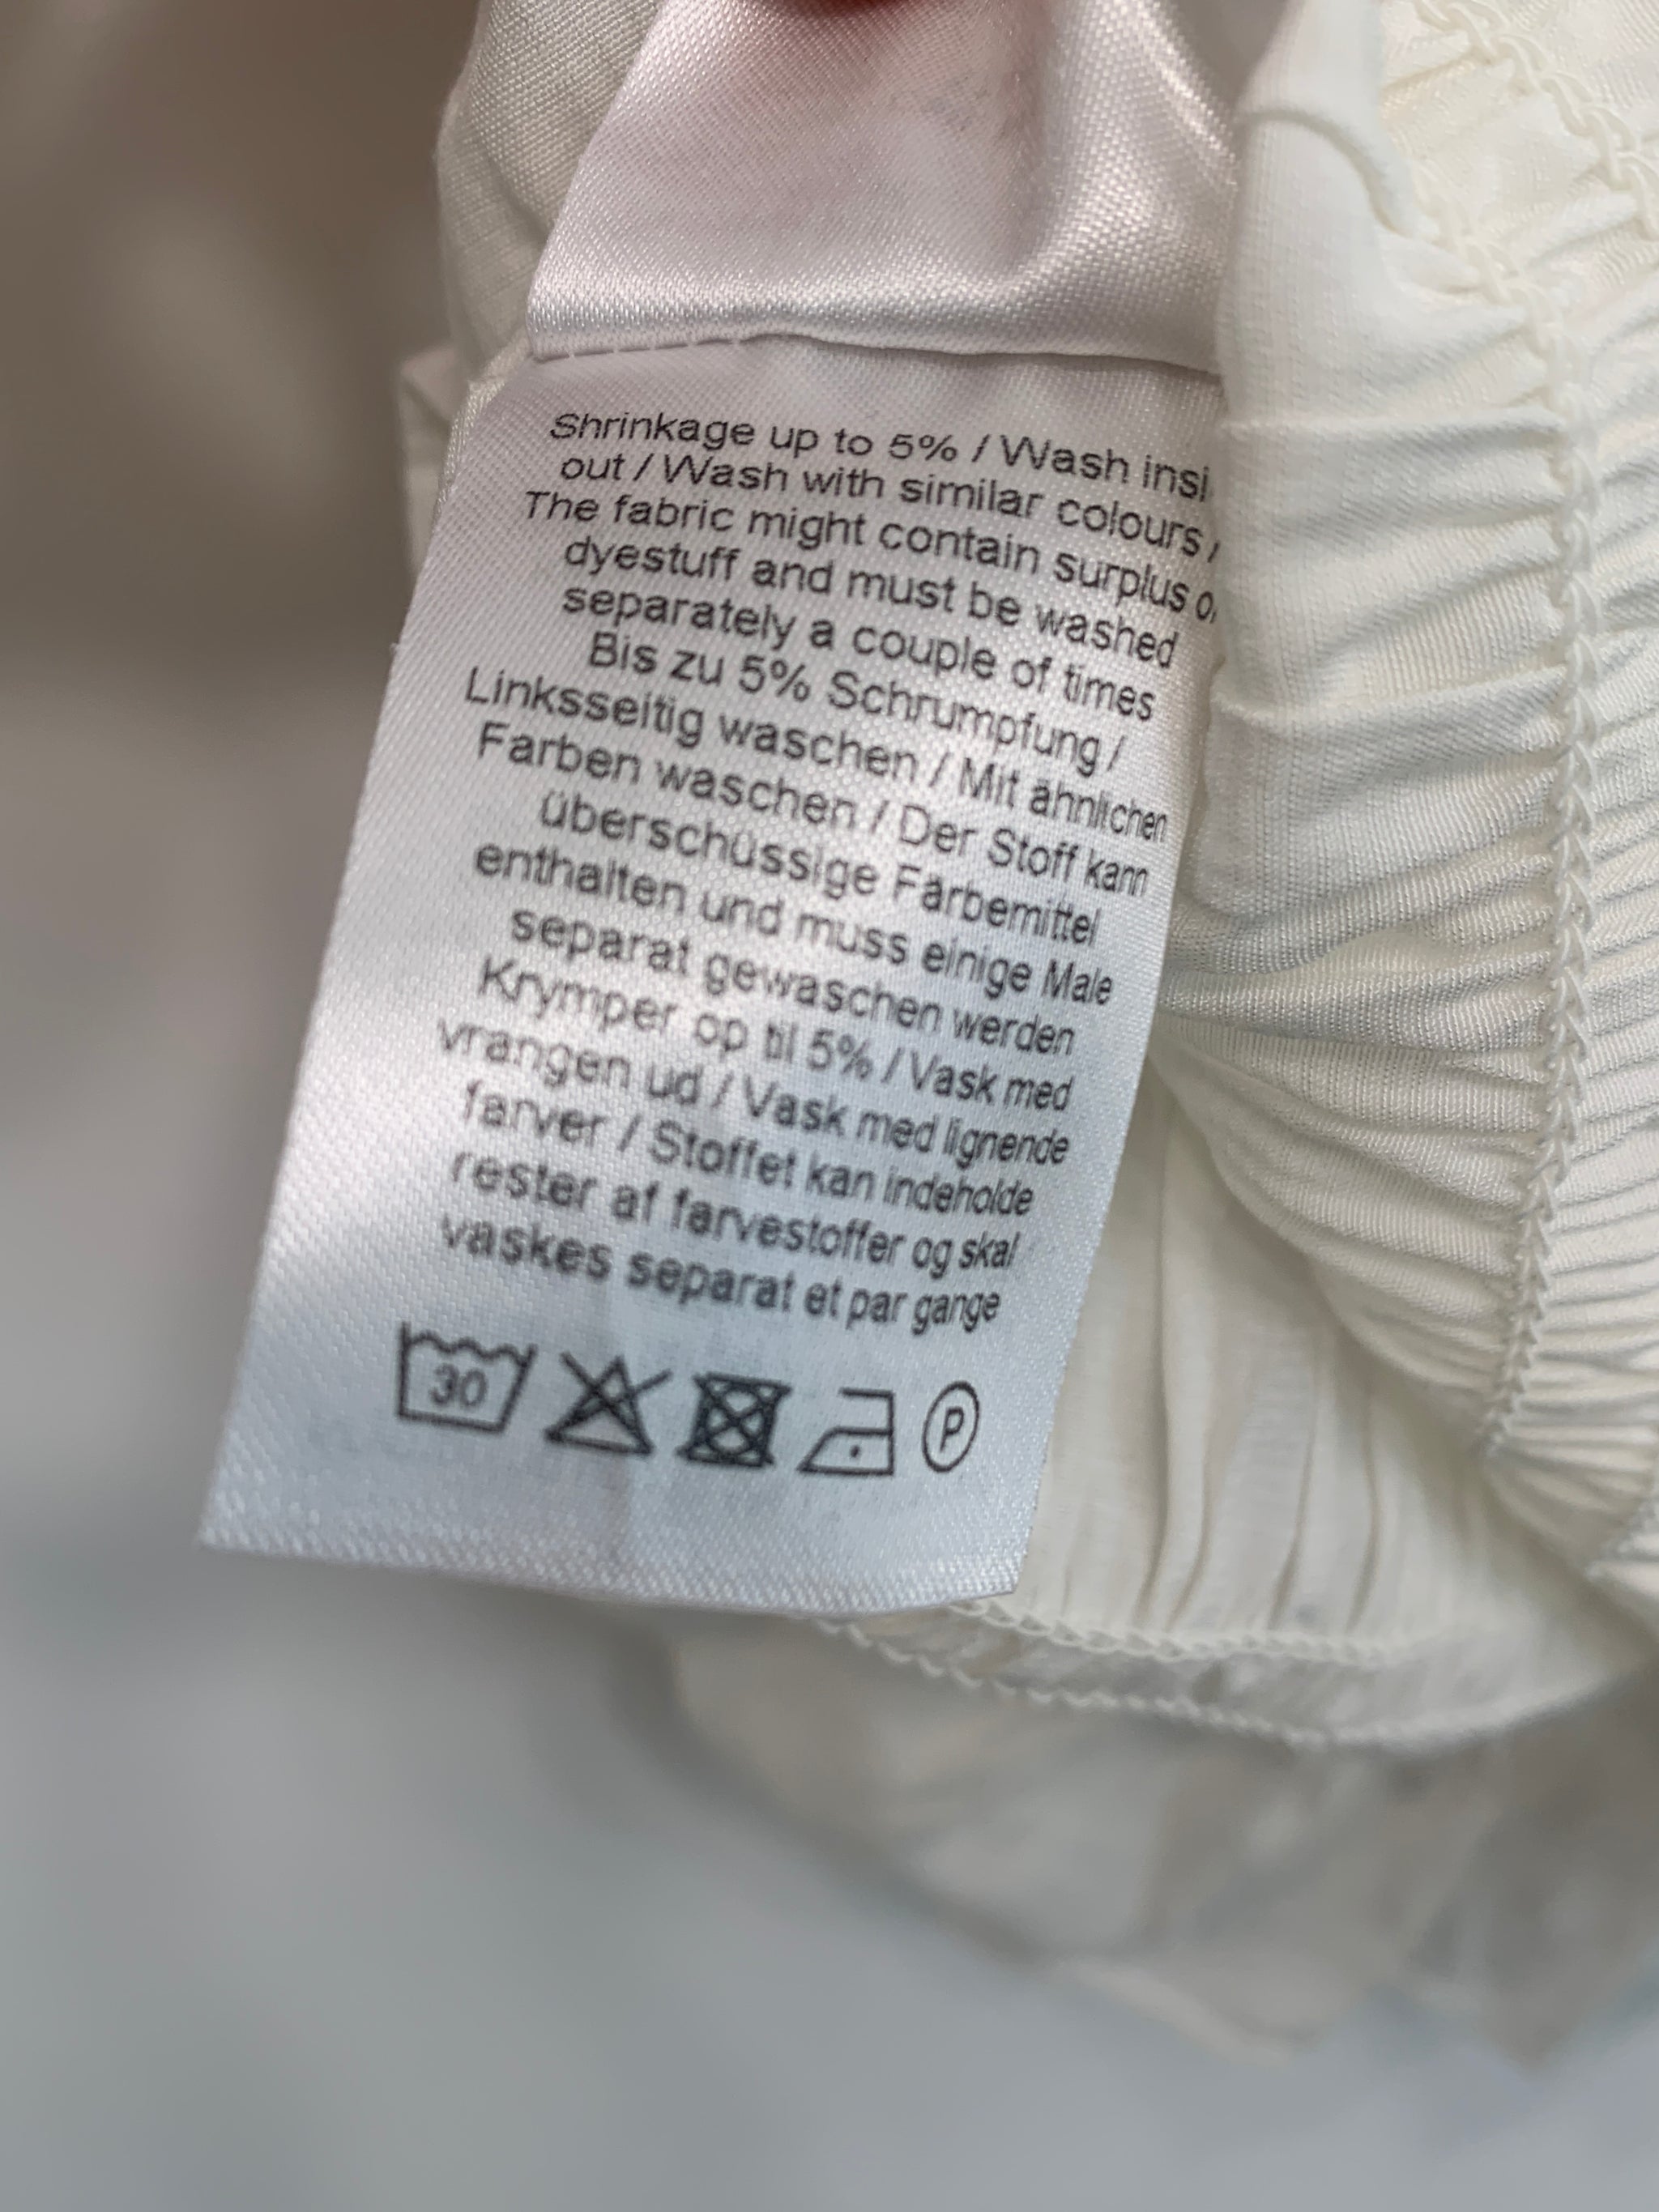 Shrinkage up to 5% / Wash insi
out / Wash with similar colours /
The fabric might contain surplus o
dyestuff and must be washed
separately a couple of times
Bis zu 5% Schrumpfung /
Linksseitig waschen / Mit ähnlichen
Farben waschen / Der Stoff kann
überschüssige Färbemittel
enthalten und muss einige Male
separat gewaschen werden
Krymper op til 5% / Vask med
vrangen ud / Vask med lignende
farver / Stoffet kan indeholde
rester af farvestoffer og skal
vaskes separat et par gange
30 P